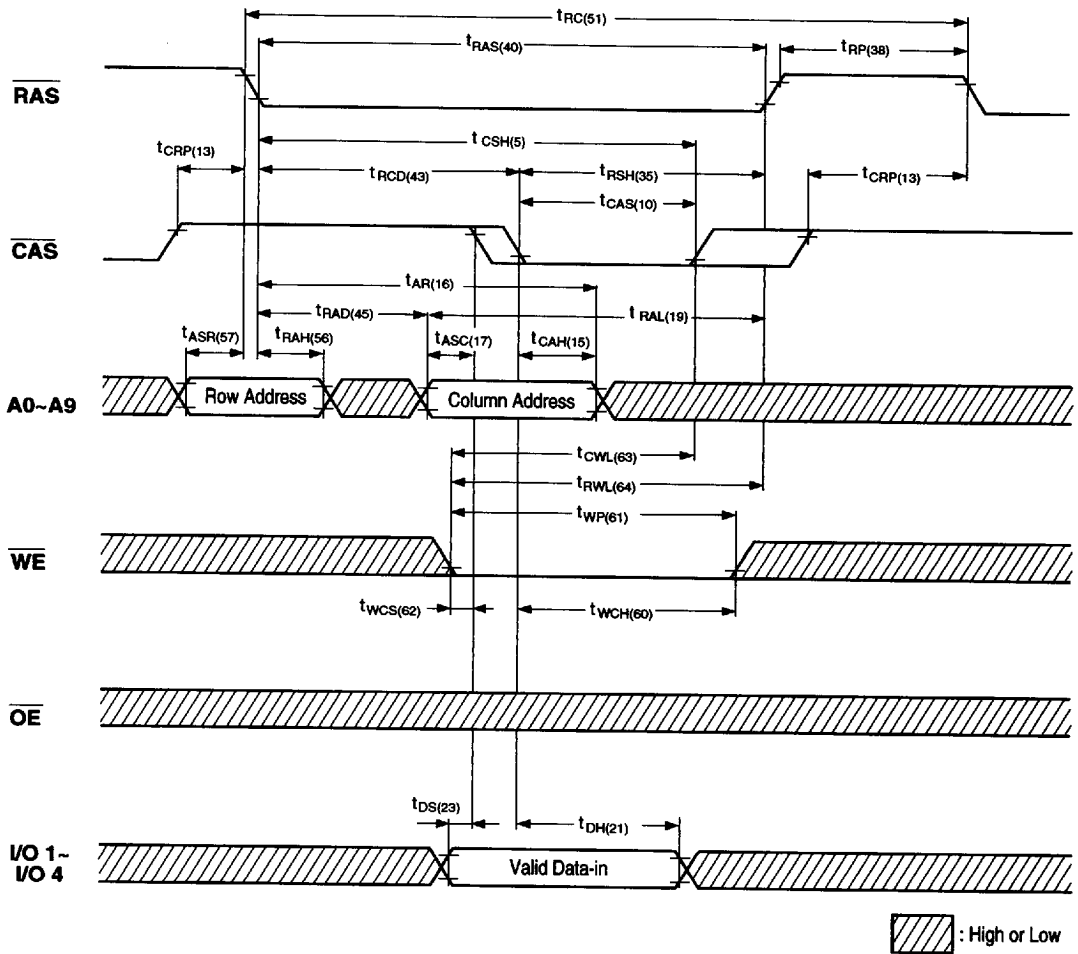 tRC(51)
tRAS(40)
tRP(38)
RAS
tCSH(5)
tCRP(13)
tRCD(43)
tRSH(35)
tCRP(13)
tCAS(10)
CAS
tAR(16)
tRAD(45)
tRAL(19)
tASR(57)
tRAH(56)
tASC(17)
tCAH(15)
A0~A9
Row Address
Column Address
tCWL(63)
tRWL(64)
tWP(61)
WE
tWCS(62)
tWCH(60)
OE
tDS(23)
tDH(21)
I/O 1~
I/O 4
Valid Data-in
: High or Low